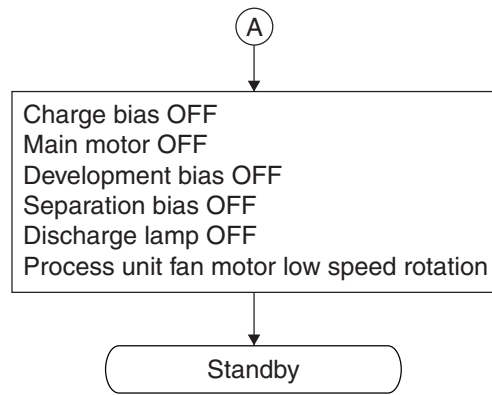 A
Charge bias OFF
Main motor OFF
Development bias OFF
Separation bias OFF
Discharge lamp OFF
Process unit fan motor low speed rotation
Standby